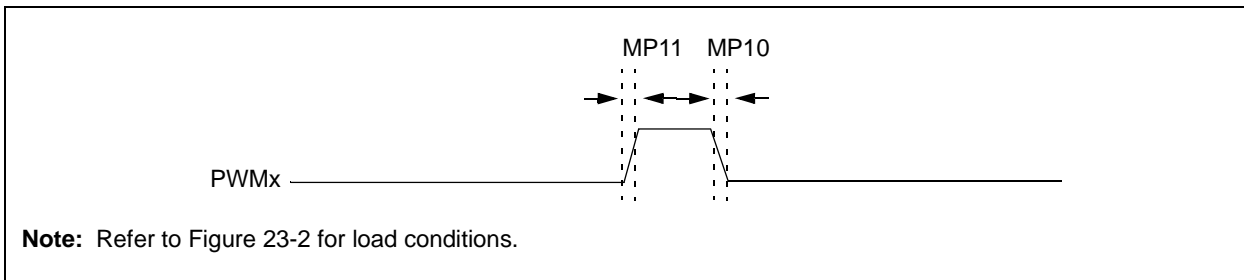 MP11 MP10
PWMx
Note: Refer to Figure 23-2 for load conditions.